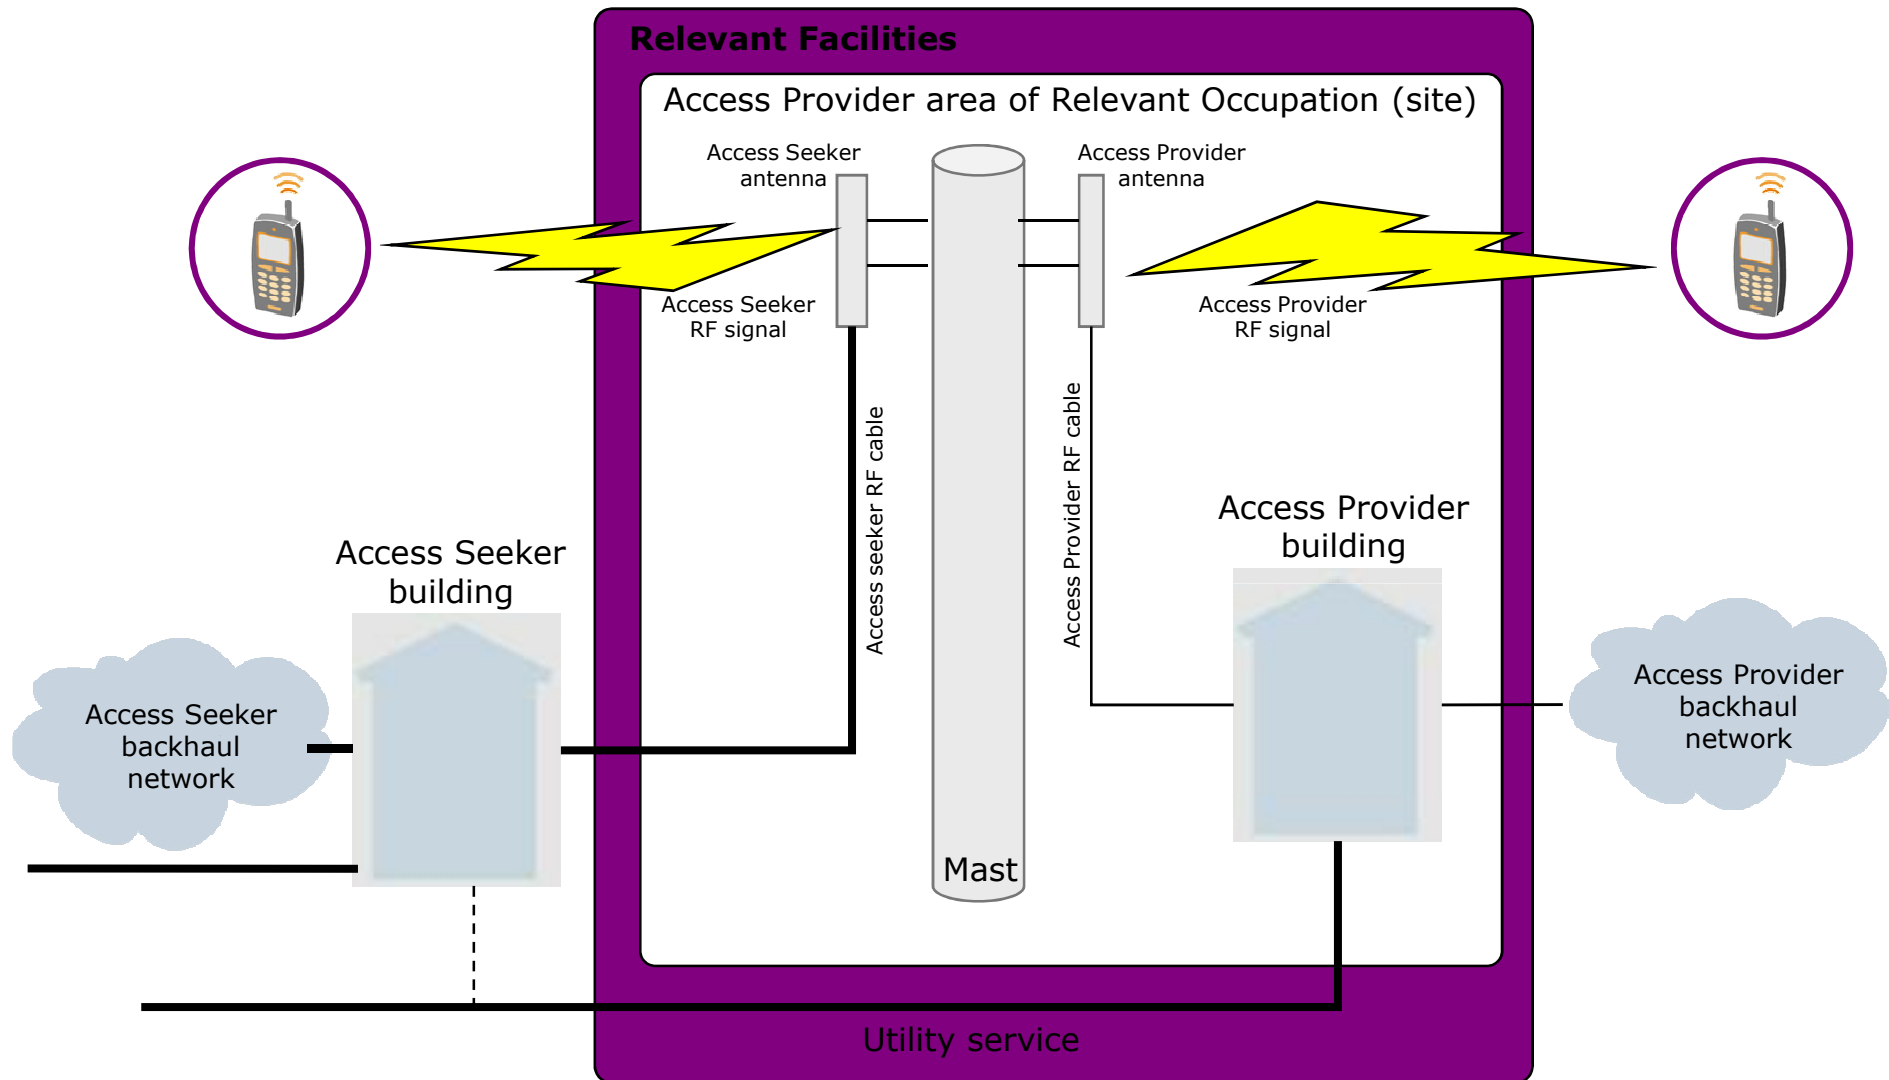 Relevant Facilities
Access Provider area of Relevant Occupation (site)
Access Seeker
antenna
Access Provider
antenna
Access Seeker
RF signal
Access Provider
RF signal
Access seeker RF cable
Access Provider RF cable
Access Provider
building
Access Seeker
building
Access Seeker
backhaul
network
Access Provider
backhaul
network
Mast
Utility service